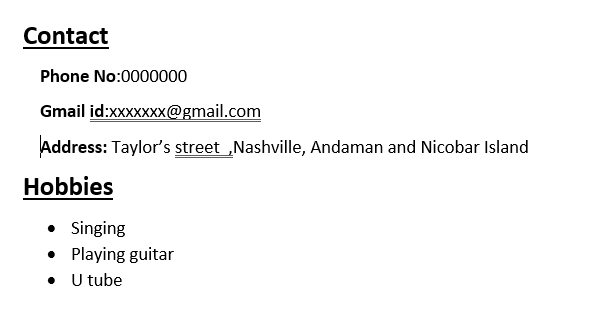 Contact
Phone No:0000000
Gmail id:xxxxxxx@gmail.com
Address: Taylor’s street  ,Nashville, Andaman and Nicobar Island
Hobbies
• Singing
• Playing guitar
• U tube